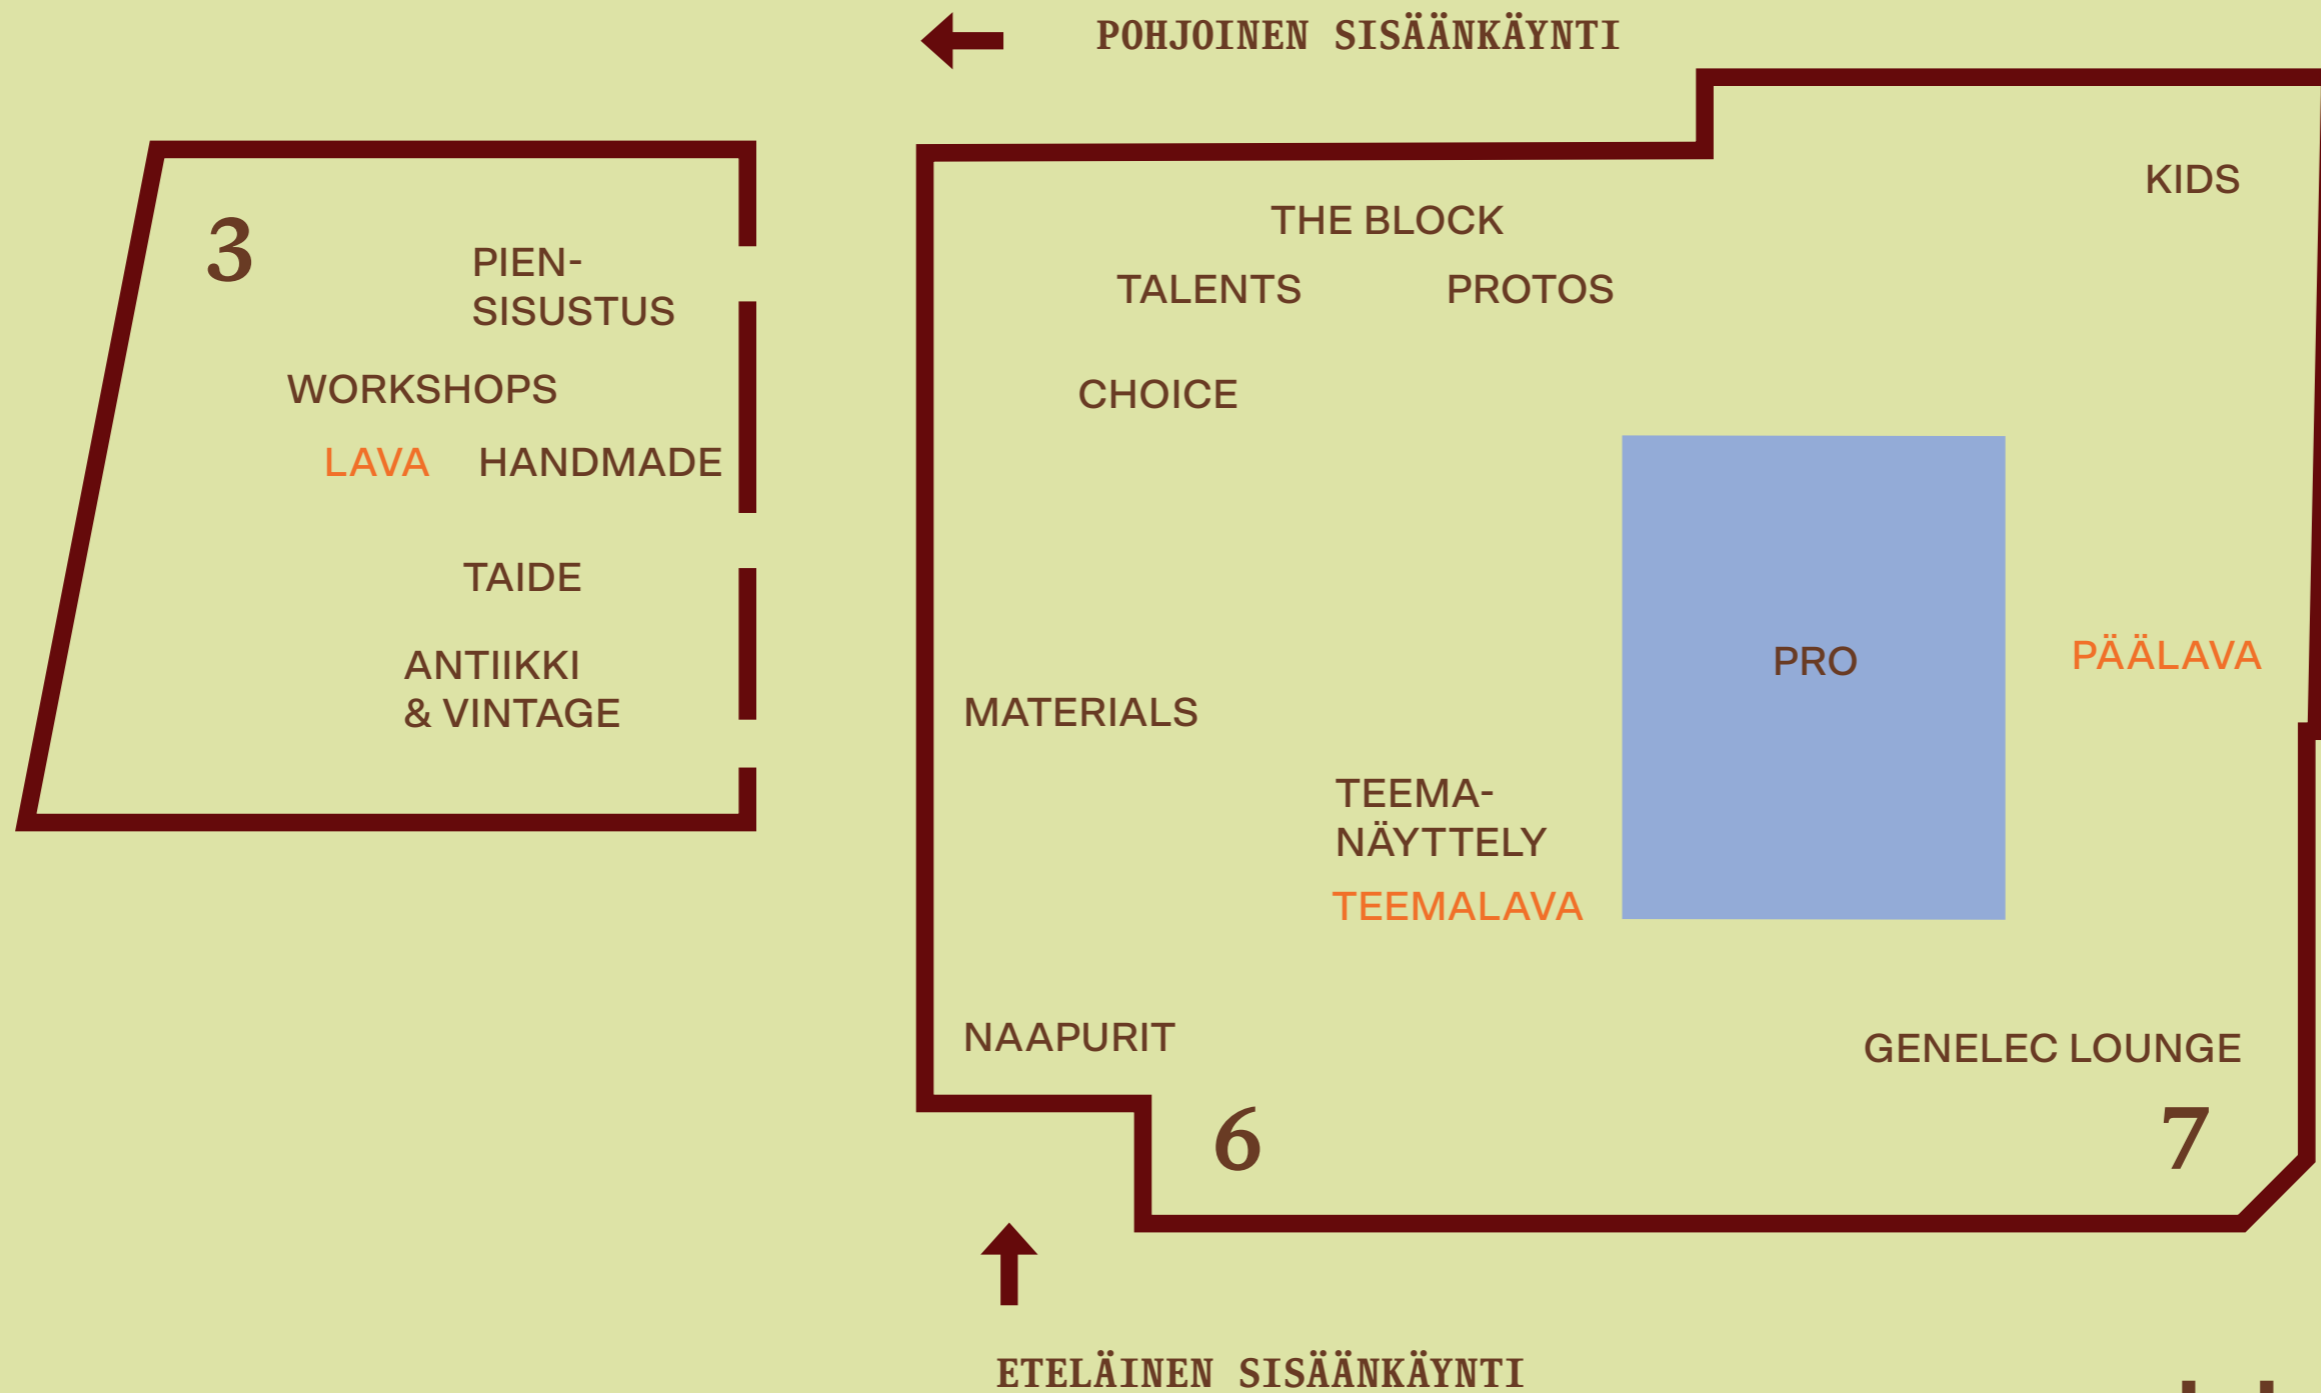 POHJOINEN SISÄÄNKÄYNTI
3
PIEN-
SISUSTUS
WORKSHOPS
LAVA
HANDMADE
TAIDE
ANTIIKKI
& VINTAGE
KIDS
THE BLOCK
TALENTS
PROTOS
CHOICE
PRO
PÄÄLAVA
MATERIALS
TEEMA-
NÄYTTELY
TEEMALAVA
NAAPURIT
GENELEC LOUNGE
6
7
ETELÄINEN SISÄÄNKÄYNTI